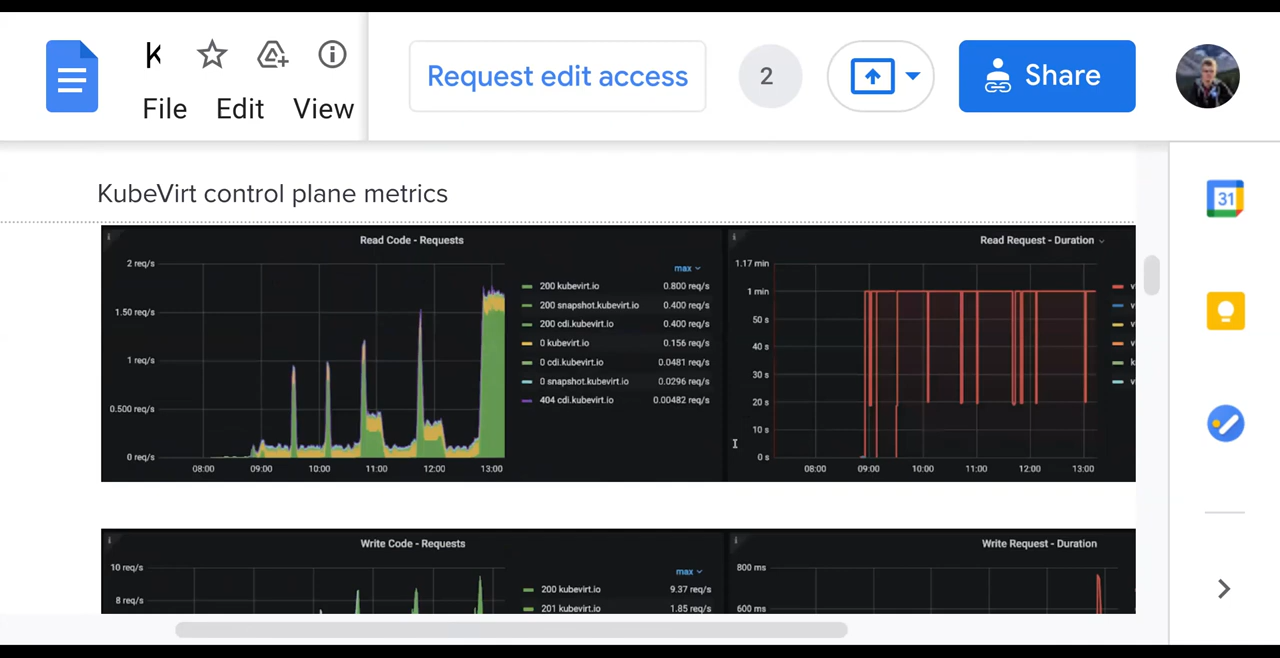 K
Request edit access
2
Share
File Edit View
31
KubeVirt control plane metrics
Read Code - Requests
max
2 req/s
1.50 req/s
1 req/s
0.500 req/s
0 req/s
08:00 09:00 10:00 11:00 12:00 13:00
200 kubevirt.io 0.800 req/s
200 snapshot.kubevirt.io 0.400 req/s
200 cdi.kubevirt.io 0.400 req/s
0 kubevirt.io 0.156 req/s
0 cdi.kubevirt.io 0.0481 req/s
0 snapshot.kubevirt.io 0.0296 req/s
404 cdi.kubevirt.io 0.00482 req/s
Read Request - Duration
1.17 min
1 min
50 s
40 s
30 s
20 s
10 s
0 s
08:00 09:00 10:00 11:00 12:00 13:00
Write Code - Requests
max
10 req/s
8 req/s
200 kubevirt.io 9.37 req/s
201 kubevirt.io 1.85 req/s
Write Request - Duration
800 ms
600 ms